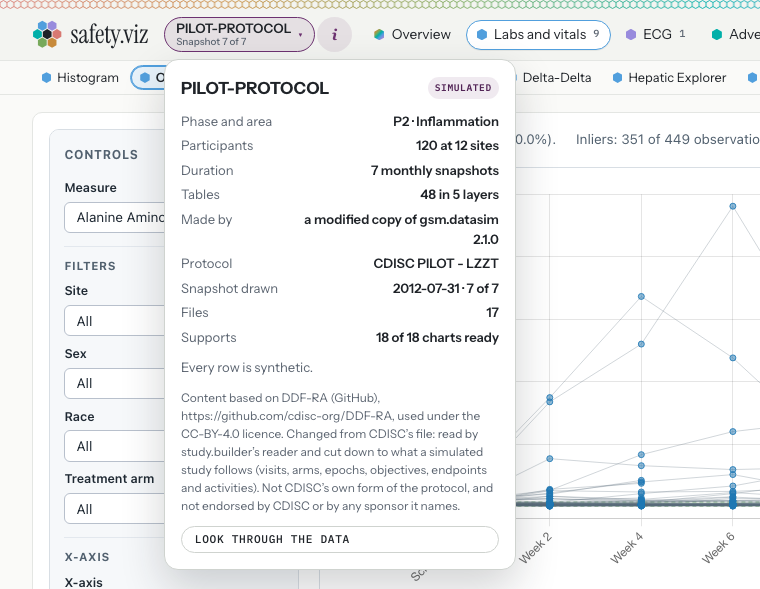 safety.viz
PILOT-PROTOCOL
Snapshot 7 of 7
i
Overview
Labs and vitals 9
ECG 1
Histogram
Delta-Delta
Hepatic Explorer
CONTROLS
Measure
Alanine Amino
FILTERS
Site
All
Sex
All
Race
All
Treatment arm
All
X-AXIS
X-axis
PILOT-PROTOCOL
SIMULATED
Phase and area P2 · Inflammation
Participants 120 at 12 sites
Duration 7 monthly snapshots
Tables 48 in 5 layers
Made by a modified copy of gsm.datasim
2.1.0
Protocol CDISC PILOT - LZZT
Snapshot drawn 2012-07-31 · 7 of 7
Files 17
Supports 18 of 18 charts ready
Every row is synthetic.
Content based on DDF-RA (GitHub),
https://github.com/cdisc-org/DDF-RA, used under the
CC-BY-4.0 licence. Changed from CDISC's file: read by
study.builder's reader and cut down to what a simulated
study follows (visits, arms, epochs, objectives, endpoints
and activities). Not CDISC's own form of the protocol, and
not endorsed by CDISC or by any sponsor it names.
LOOK THROUGH THE DATA
0.0%). Inliers: 351 of 449 observatio
Week 2
Week 4
Week 6